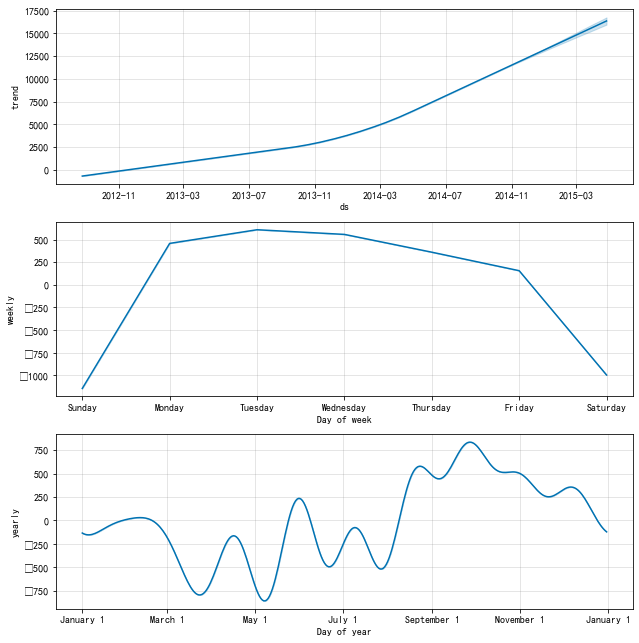 17500
15000
12500
10000
7500
5000
2500
0
trend
2012-11 2013-03 2013-07 2013-11 2014-03 2014-07 2014-11 2015-03
ds
500
250
0
□250
□500
□750
□1000
weekly
Sunday Monday Tuesday Wednesday Thursday Friday Saturday
Day of week
750
500
250
0
□250
□500
□750
yearly
January 1 March 1 May 1 July 1 September 1 November 1 January 1
Day of year